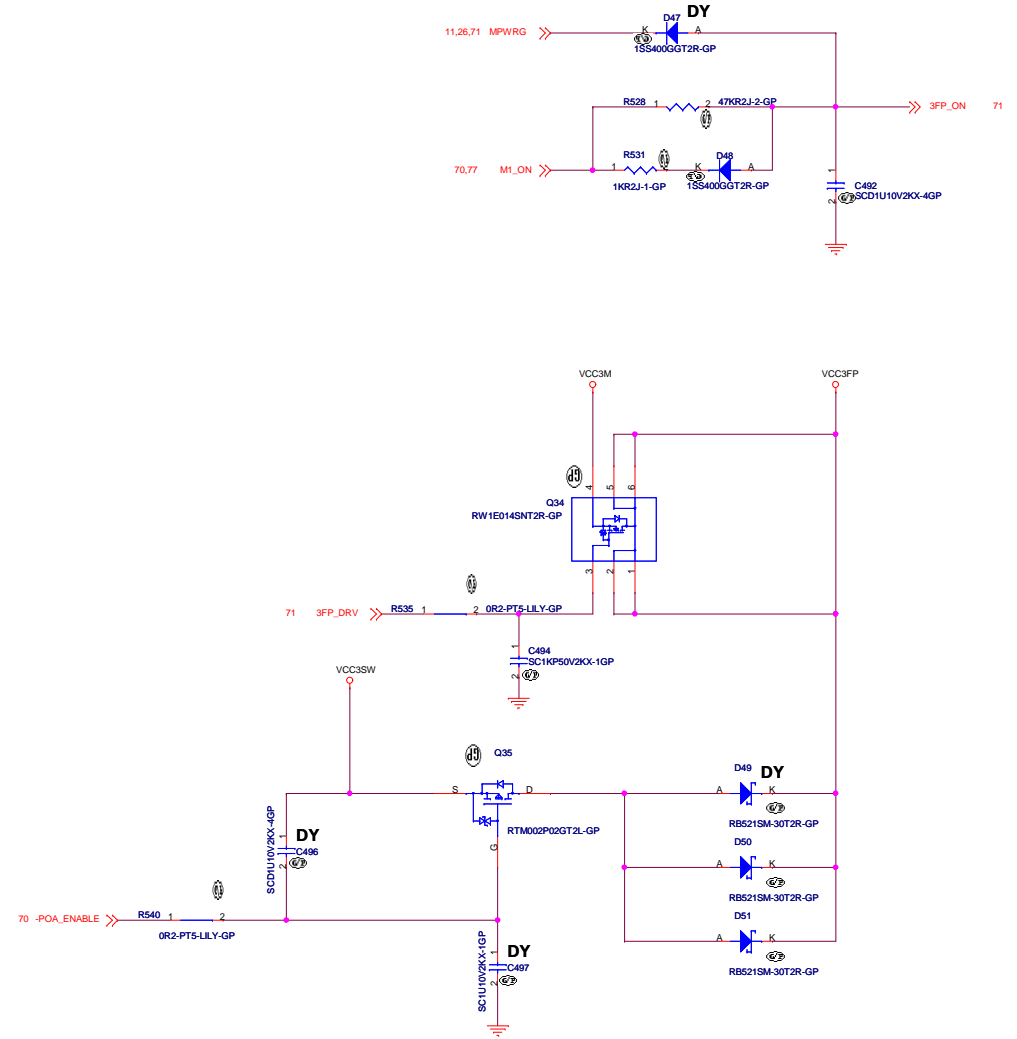 D47 DY
11,26,71 MPWRG
K A
1SS400GGT2R-GP
R528 1 2 47KR2J-2-GP
3FP_ON 71
R531 D48
70,77 M1_ON
1 K A
1KR2J-1-GP 1SS400GGT2R-GP
1
C492
SCD1U10V2KX-4GP
2
VCC3M VCC3FP
GP
4 5 6
Q34
RW1E014SNT2R-GP
3 2 1
71 3FP_DRV
R535 1 2 0R2-PT5-LILY-GP
1
C494
SC1KP50V2KX-1GP
2
VCC3SW
GP
Q35
S D
G
RTM002P02GT2L-GP
D49 DY
A K
RB521SM-30T2R-GP
SCD1U10V2KX-4GP
1
DY
C496
2
D50
A K
RB521SM-30T2R-GP
70 -POA_ENABLE
R540 1 2
0R2-PT5-LILY-GP
D51
A K
RB521SM-30T2R-GP
SC1U10V2KX-1GP
1
DY
C497
2